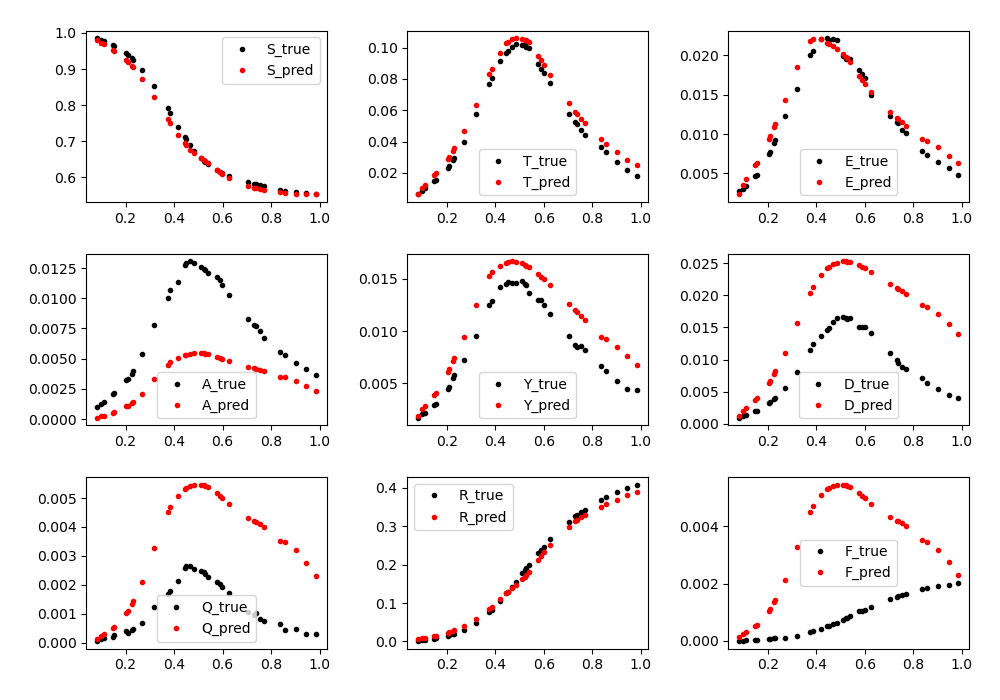 1.0
0.9
0.8
0.7
0.6
0.2 0.4 0.6 0.8 1.0
S_true
S_pred
0.10
0.08
0.06
0.04
0.02
0.2 0.4 0.6 0.8 1.0
T_true
T_pred
0.020
0.015
0.010
0.005
0.2 0.4 0.6 0.8 1.0
E_true
E_pred
0.0125
0.0100
0.0075
0.0050
0.0025
0.0000
0.2 0.4 0.6 0.8 1.0
A_true
A_pred
0.015
0.010
0.005
0.2 0.4 0.6 0.8 1.0
Y_true
Y_pred
0.025
0.020
0.015
0.010
0.005
0.000
0.2 0.4 0.6 0.8 1.0
D_true
D_pred
0.005
0.004
0.003
0.002
0.001
0.000
0.2 0.4 0.6 0.8 1.0
Q_true
Q_pred
0.4
0.3
0.2
0.1
0.0
0.2 0.4 0.6 0.8 1.0
R_true
R_pred
0.004
0.002
0.000
0.2 0.4 0.6 0.8 1.0
F_true
F_pred